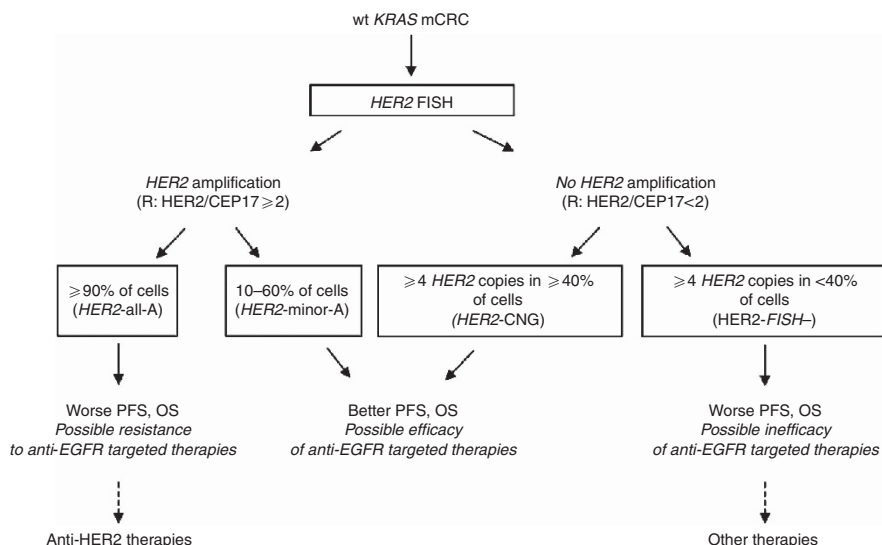 wt KRAS mCRC
HER2 FISH
HER2 amplification
(R: HER2/CEP17 ≥ 2)
No HER2 amplification
(R: HER2/CEP17<2)
≥90% of cells
(HER2-all-A)
10–60% of cells
(HER2-minor-A)
≥4 HER2 copies in ≥40%
of cells
(HER2-CNG)
≥4 HER2 copies in <40%
of cells
(HER2-FISH–)
Worse PFS, OS
Possible resistance
to anti-EGFR targeted therapies
Better PFS, OS
Possible efficacy
of anti-EGFR targeted therapies
Worse PFS, OS
Possible inefficacy
of anti-EGFR targeted therapies
Anti-HER2 therapies
Other therapies